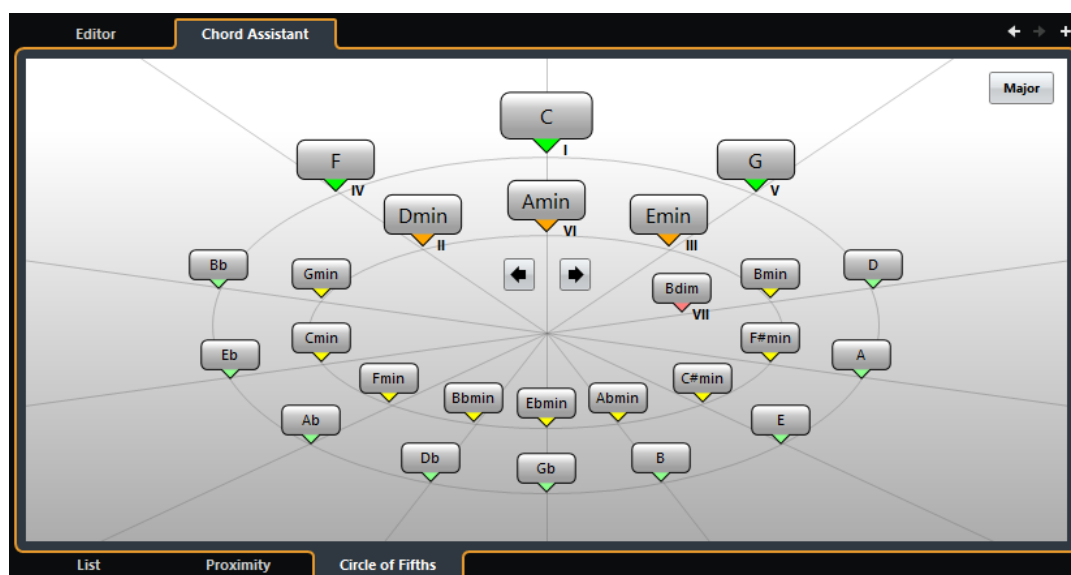 Editor Chord Assistant
Major
C
I
F G
IV V
Amin
Dmin Emin
VI
II III
Bb Gmin Bdim Bmin D
VII
Eb Cmin F#min A
Fmin C#min
Bbmin Ebmin Abmin
Ab E
Db Gb B
List Proximity Circle of Fifths